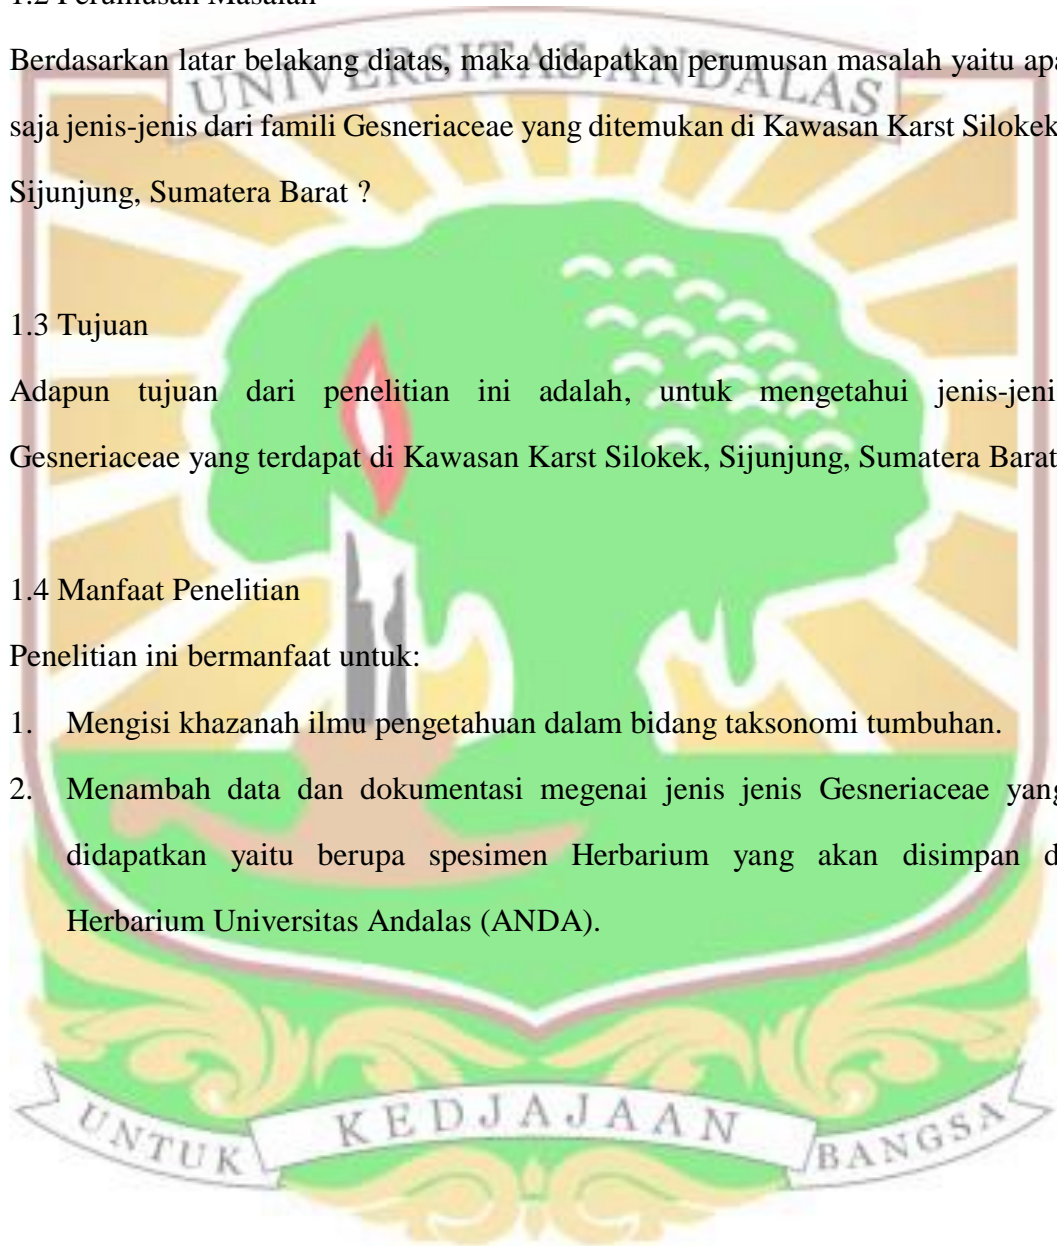 1.2 Perumusan Masalah
UNIVERSITAS ANDALAS
Berdasarkan latar belakang diatas, maka didapatkan perumusan masalah yaitu apa
saja jenis-jenis dari famili Gesneriaceae yang ditemukan di Kawasan Karst Silokek
Sijunjung, Sumatera Barat ?
1.3 Tujuan
Adapun tujuan dari penelitian ini adalah, untuk mengetahui jenis-jeni
Gesneriaceae yang terdapat di Kawasan Karst Silokek, Sijunjung, Sumatera Barat
1.4 Manfaat Penelitian
Penelitian ini bermanfaat untuk:
1. Mengisi khazanah ilmu pengetahuan dalam bidang taksonomi tumbuhan.
2. Menambah data dan dokumentasi megenai jenis jenis Gesneriaceae yang
didapatkan yaitu berupa spesimen Herbarium yang akan disimpan d
Herbarium Universitas Andalas (ANDA).
UNTUK KEDJAJAAN BANGSA